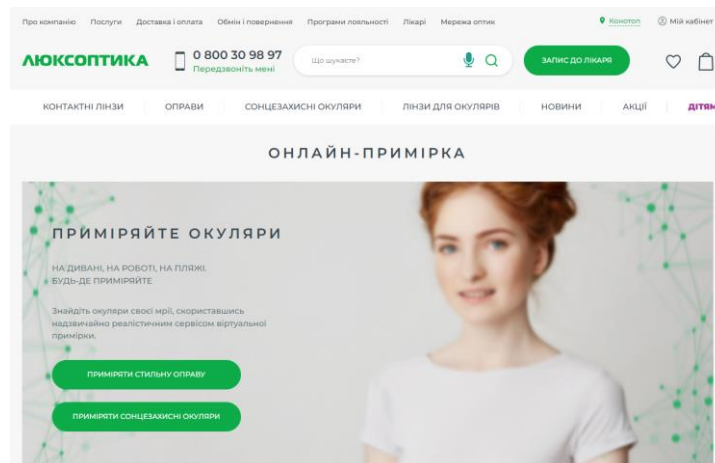 Про компанію Послуги Доставка і оплата Обмін і повернення Програми лояльності Лікарі Мережа оптик Конотоп Мій кабінет
ЛЮКСОПТИКА 0 800 30 98 97 Що шукаєте? ЗАПИС ДО ЛІКАРЯ
Передзвоніть мені
КОНТАКТНІ ЛІНЗИ ОПРАВИ СОНЦЕЗАХИСНІ ОКУЛЯРИ ЛІНЗИ ДЛЯ ОКУЛЯРІВ НОВИНИ АКЦІЇ ДІТЯМ
ОНЛАЙН-ПРИМІРКА
ПРИМІРЯЙТЕ ОКУЛЯРИ
НА ДИВАНІ, НА РОБОТІ, НА ПЛЯЖІ.
БУДЬ-ДЕ ПРИМІРЯЙТЕ
Знайдіть окуляри своєї мрії, скориставшись
надзвичайно реалістичним сервісом віртуальної
примірки.
ПРИМІРЯТИ СТИЛЬНУ ОПРАВУ
ПРИМІРЯТИ СОНЦЕЗАХИСНІ ОКУЛЯРИ